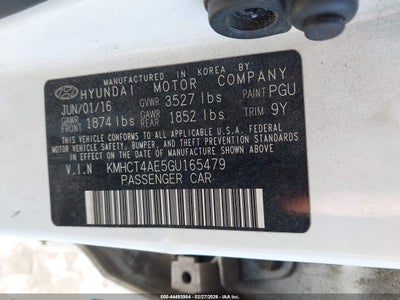 MANUFACTURED IN KOREA BY
HYUNDAI MOTOR COMPANY
JUN/01/16 GVWR 3527 lbs PAINT PGU
GAWR FRONT 1874 lbs GAWR REAR 1852 lbs TRIM 9Y
THIS VEHICLE CONFORMS TO ALL APPLICABLE U.S.A. FEDERAL
MOTOR VEHICLE SAFETY, BUMPER, AND THEFT PREVENTION
STANDARDS IN EFFECT ON THE DATE OF MANUFACTURE SHOWN ABOVE.
V.I.N KMHCT4AE5GU165479
PASSENGER CAR
000-44493984 - 02/27/2026 - © IAA, LLC